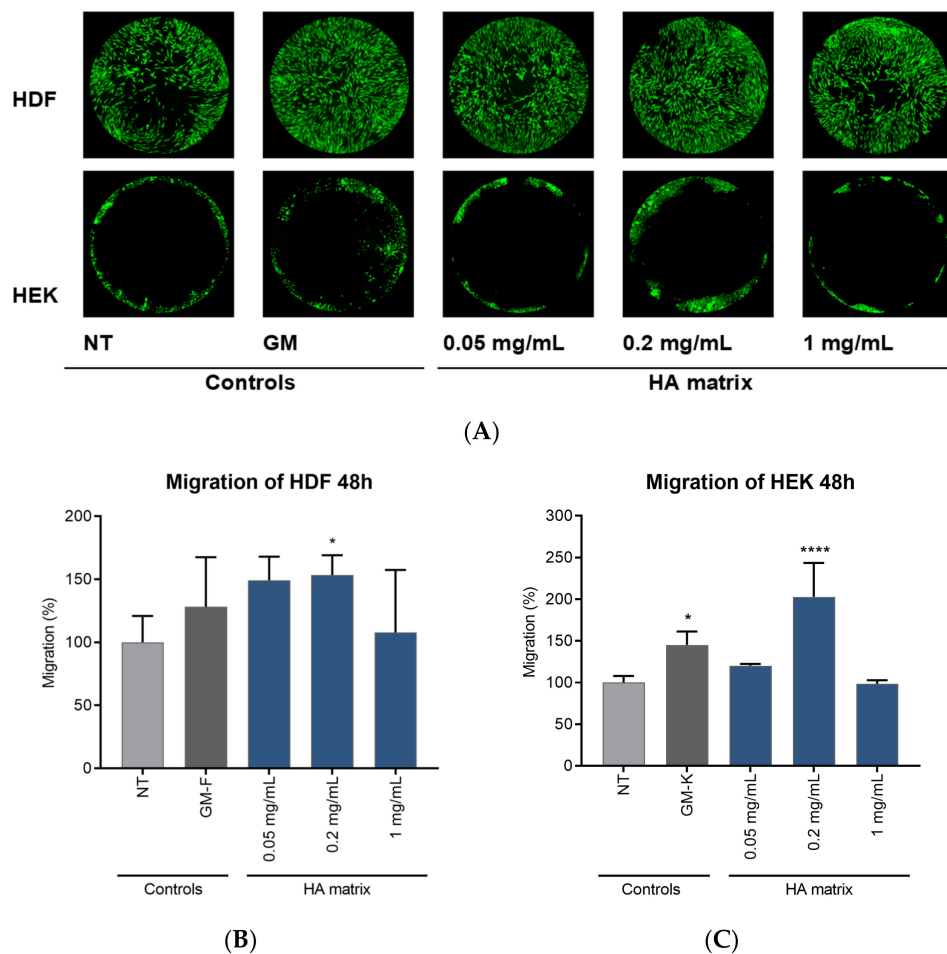 HDF
HEK
NT GM 0.05 mg/mL 0.2 mg/mL 1 mg/mL
Controls HA matrix
(A)
Migration of HDF 48h
Migration (%)
200
150
100
50
0
*
NT GM-F 0.05 mg/mL 0.2 mg/mL 1 mg/mL
Controls HA matrix
(B)
Migration of HEK 48h
Migration (%)
300
250
200
150
100
50
0
* ****
NT GM-K 0.05 mg/mL 0.2 mg/mL 1 mg/mL
Controls HA matrix
(C)